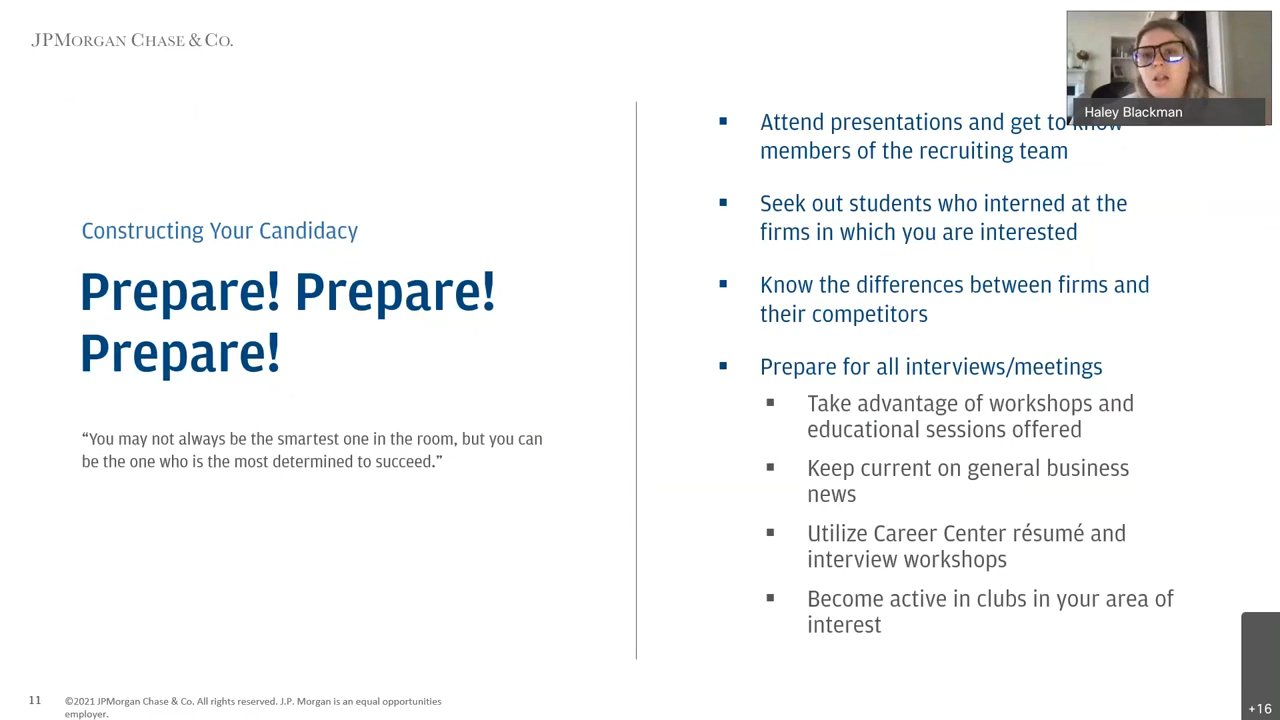 JPMORGAN CHASE & CO.
Haley Blackman
Constructing Your Candidacy
Prepare! Prepare!
Prepare!
“You may not always be the smartest one in the room, but you can
be the one who is the most determined to succeed.”
▪ Attend presentations and get to know
members of the recruiting team
▪ Seek out students who interned at the
firms in which you are interested
▪ Know the differences between firms and
their competitors
▪ Prepare for all interviews/meetings
▪ Take advantage of workshops and
educational sessions offered
▪ Keep current on general business
news
▪ Utilize Career Center résumé and
interview workshops
▪ Become active in clubs in your area of
interest
11
©2021 JPMorgan Chase & Co. All rights reserved. J.P. Morgan is an equal opportunities
employer.
+16